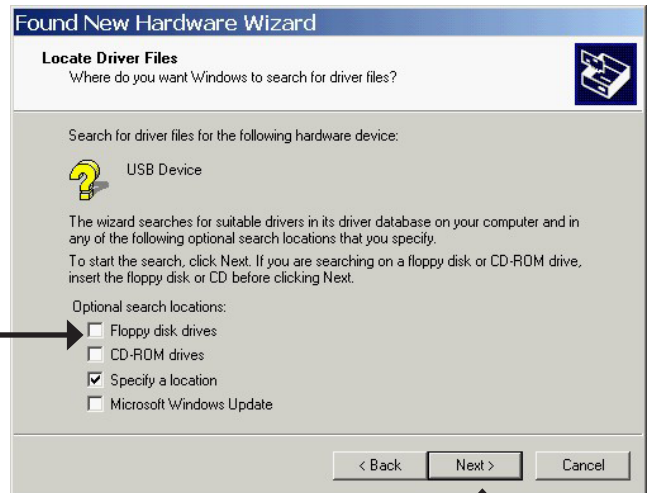 Found New Hardware Wizard
Locate Driver Files
Where do you want Windows to search for driver files?
Search for driver files for the following hardware device:
USB Device
The wizard searches for suitable drivers in its driver database on your computer and in
any of the following optional search locations that you specify.
To start the search, click Next. If you are searching on a floppy disk or CD-ROM drive,
insert the floppy disk or CD before clicking Next.
Optional search locations:
Floppy disk drives
CD-ROM drives
Specify a location
Microsoft Windows Update
< Back Next > Cancel